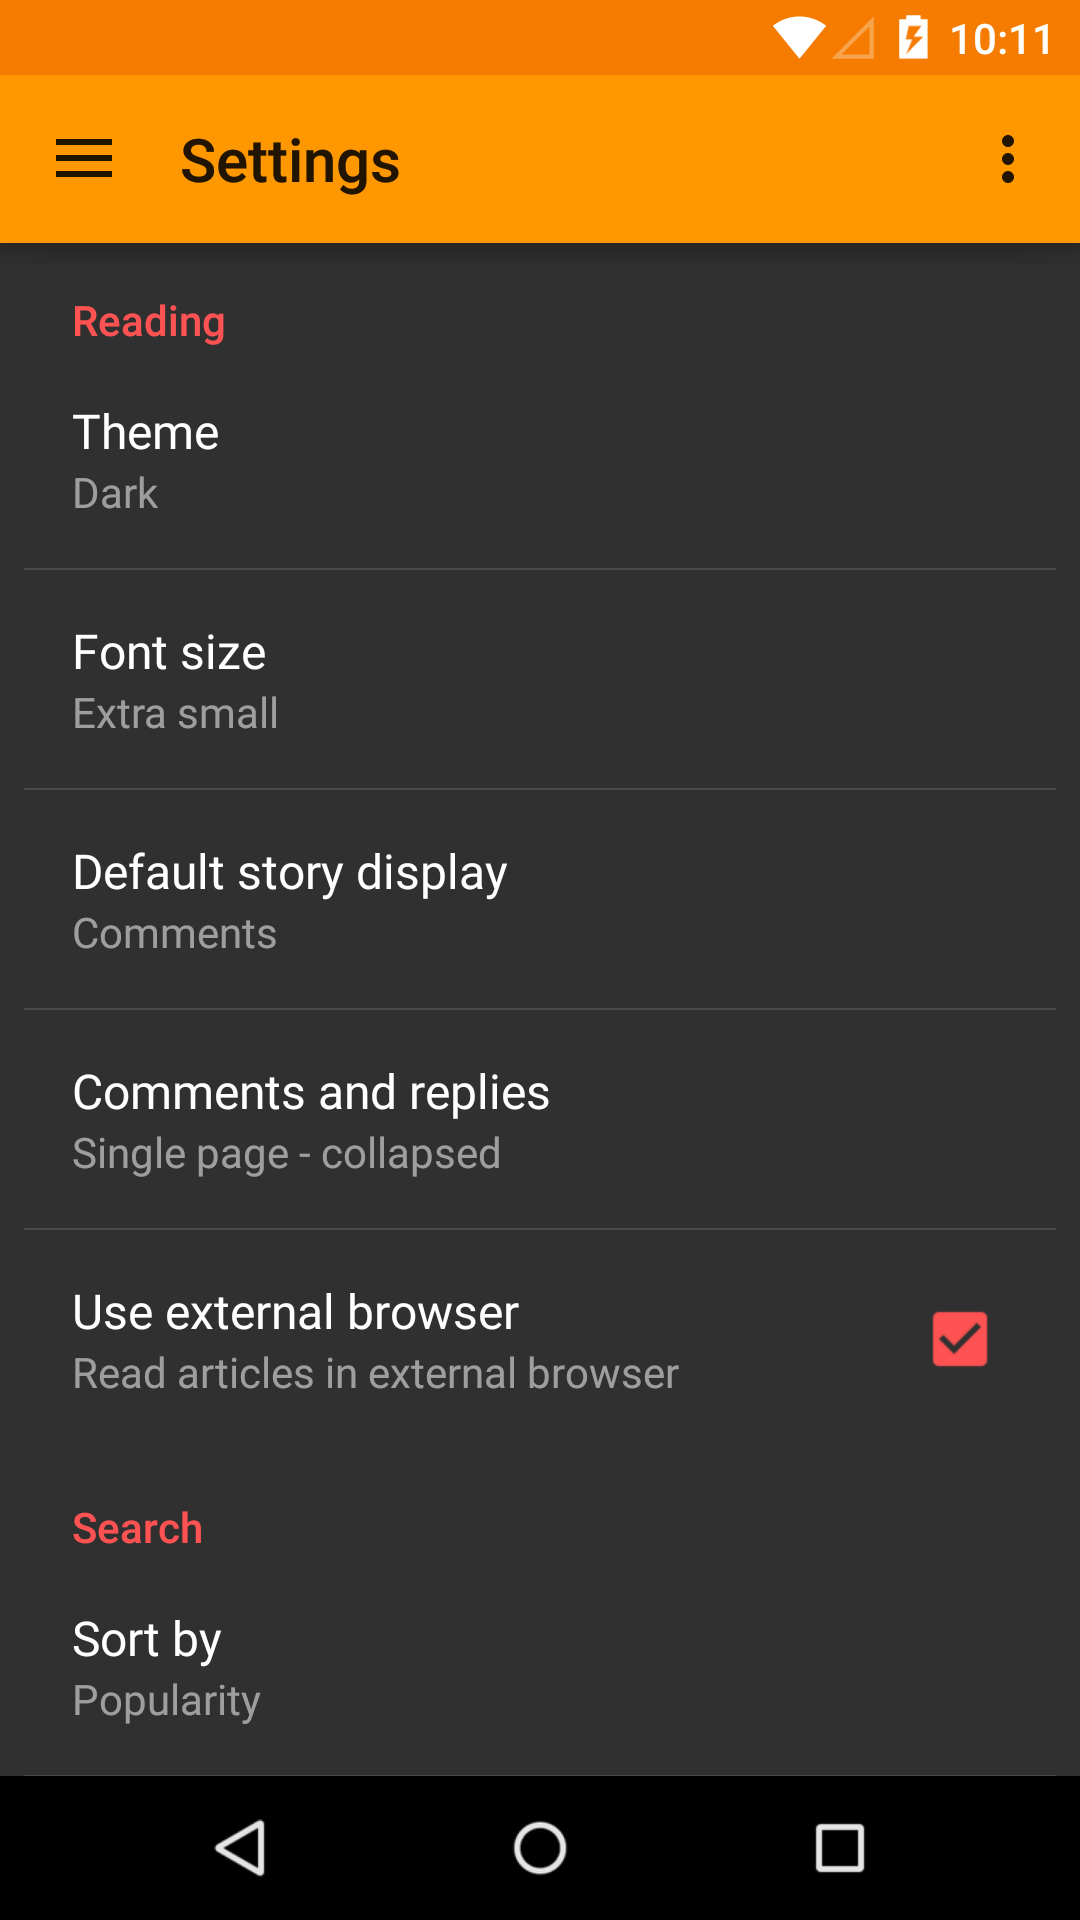 10:11
Settings
Reading
Theme
Dark
Font size
Extra small
Default story display
Comments
Comments and replies
Single page - collapsed
Use external browser
Read articles in external browser
Search
Sort by
Popularity